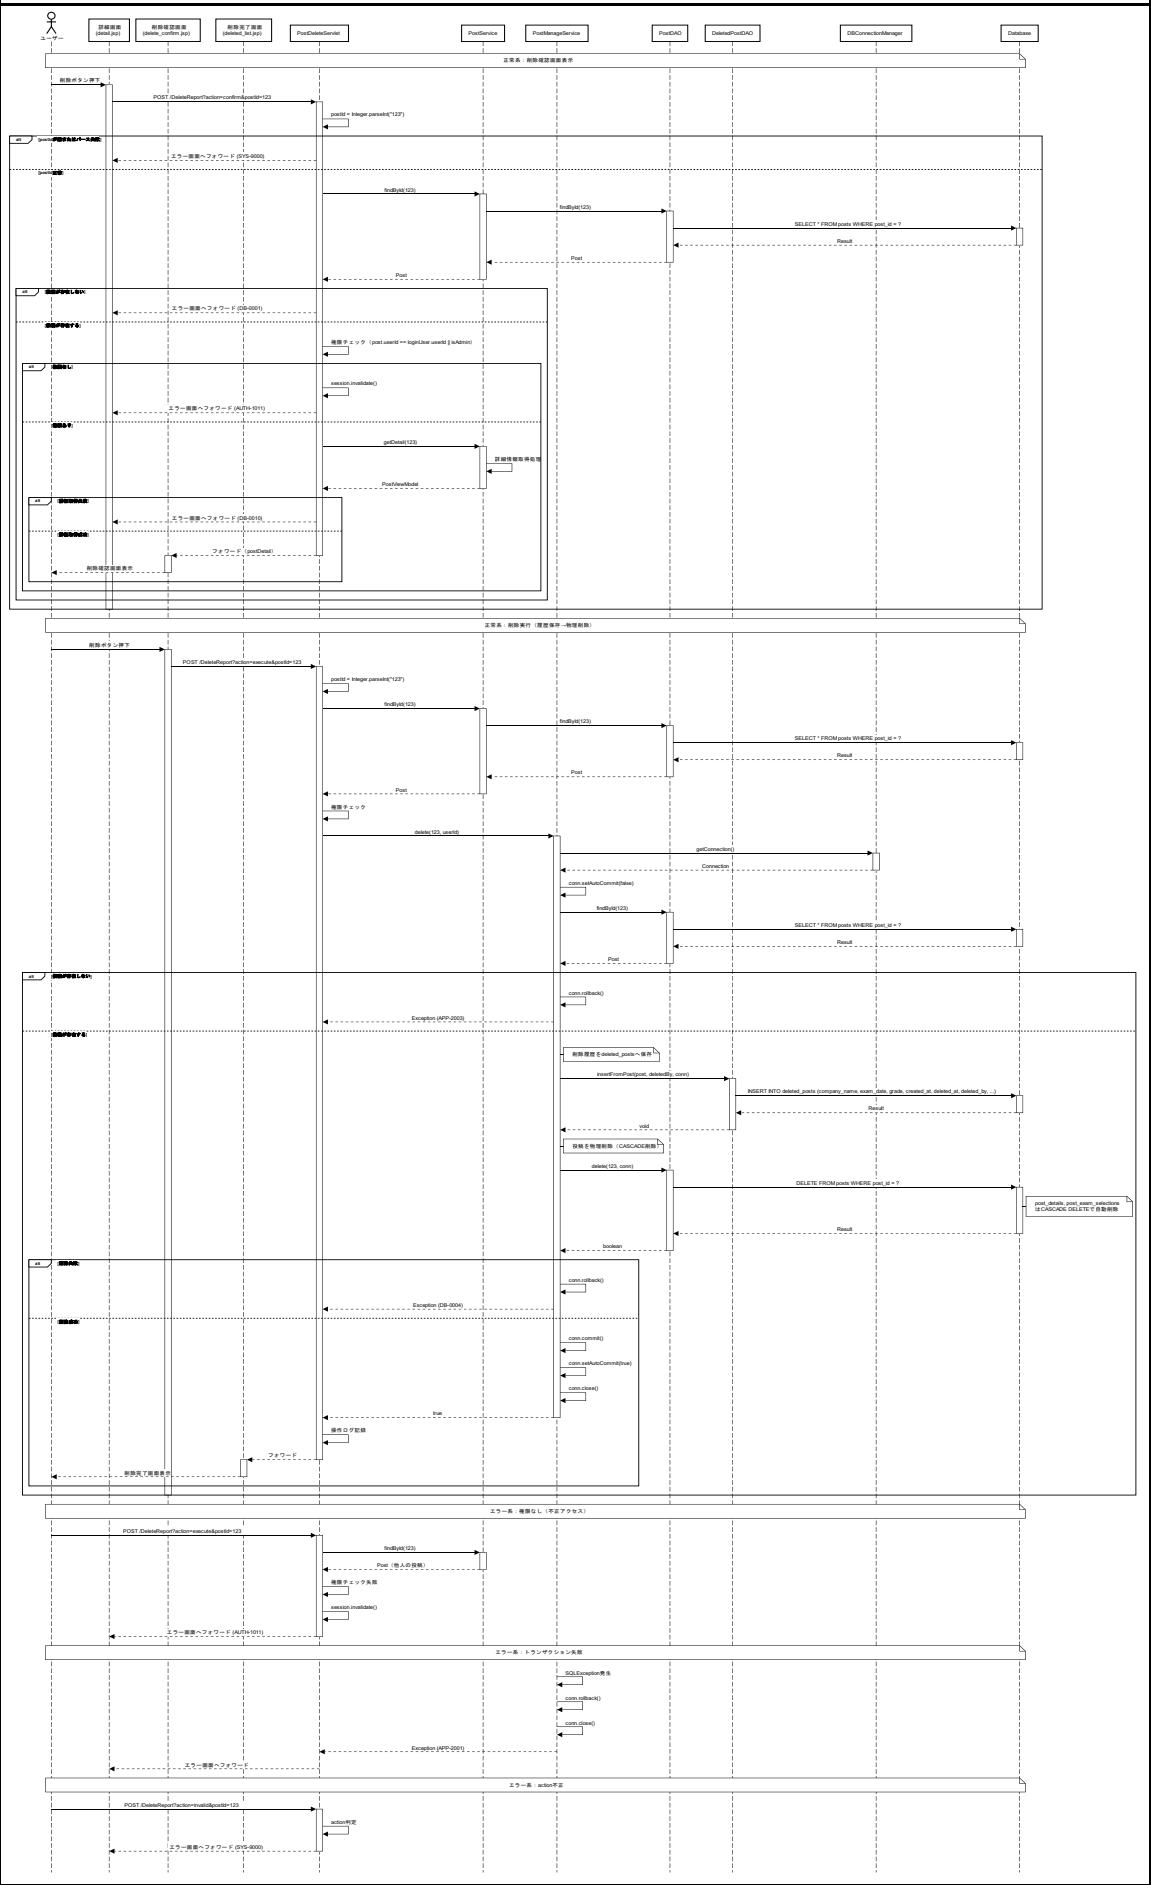 ユーザー
詳細画面
(detail.jsp)
削除確認画面
(delete_confirm.jsp)
削除完了画面
(deleted_list.jsp)
PostDeleteServlet
PostService
PostManageService
PostDAO
DeletedPostDAO
DBConnectionManager
Database
正常系：削除確認画面表示
削除ボタン押下
POST /DeleteReport?action=confirm&postId=123
postId = Integer.parseInt("123")
alt
エラー画面へフォワード (SYS-9000)
findById(123)
findById(123)
SELECT * FROM posts WHERE post_id = ?
Result
Post
Post
alt
エラー画面へフォワード (DB-0001)
権限チェック（post.userId == loginUser.userId || isAdmin）
alt
session.invalidate()
エラー画面へフォワード (AUTH-1011)
getDetail(123)
詳細情報取得処理
PostViewModel
alt
エラー画面へフォワード (DB-0010)
フォワード（postDetail）
削除確認画面表示
正常系：削除実行（履歴保存→物理削除）
削除ボタン押下
POST /DeleteReport?action=execute&postId=123
postId = Integer.parseInt("123")
findById(123)
findById(123)
SELECT * FROM posts WHERE post_id = ?
Result
Post
Post
権限チェック
delete(123, userId)
getConnection()
Connection
conn.setAutoCommit(false)
findById(123)
SELECT * FROM posts WHERE post_id = ?
Result
Post
alt
conn.rollback()
Exception (APP-2003)
削除履歴をdeleted_postsへ保存
insertFromPost(post, deletedBy, conn)
INSERT INTO deleted_posts (company_name, exam_date, grade, created_at, deleted_at, deleted_by, ...)
Result
void
投稿を物理削除（CASCADE削除）
delete(123, conn)
DELETE FROM posts WHERE post_id = ?
post_details, post_exam_selections
はCASCADE DELETEで自動削除
Result
boolean
alt
conn.rollback()
Exception (DB-0004)
conn.commit()
conn.setAutoCommit(true)
conn.close()
true
操作ログ記録
フォワード
削除完了画面表示
エラー系：権限なし（不正アクセス）
POST /DeleteReport?action=execute&postId=123
findById(123)
Post（他人の投稿）
権限チェック失敗
session.invalidate()
エラー画面へフォワード (AUTH-1011)
エラー系：トランザクション失敗
SQLException発生
conn.rollback()
conn.close()
Exception (APP-2001)
エラー画面へフォワード
エラー系：action不正
POST /DeleteReport?action=invalid&postId=123
action判定
エラー画面へフォワード (SYS-9000)